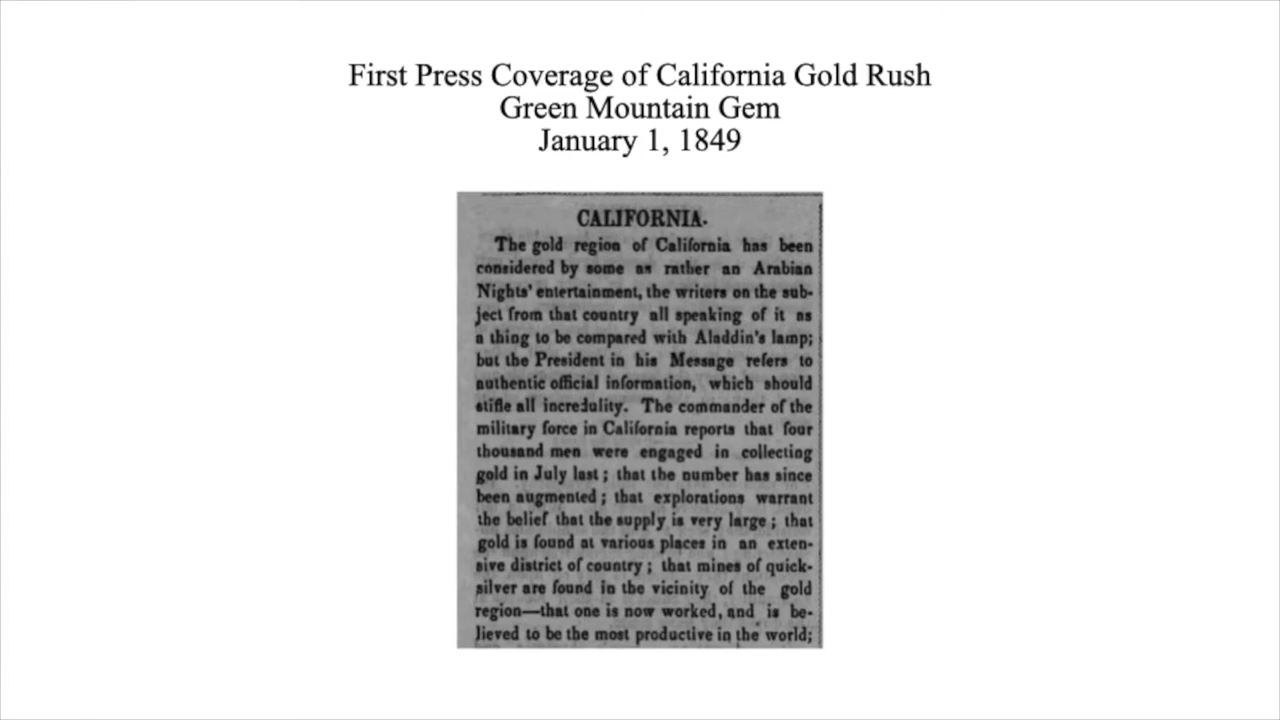 First Press Coverage of California Gold Rush
Green Mountain Gem
January 1, 1849
CALIFORNIA.
The gold region of California has been
considered by some as rather an Arabian
Nights' entertainment, the writers on the sub-
ject from that country all speaking of it as
a thing to be compared with Aladdin's lamp;
but the President in his Message refers to
authentic official information, which should
stifle all incredulity. The commander of the
military force in California reports that four
thousand men were engaged in collecting
gold in July last; that the number has since
been augmented; that explorations warrant
the belief that the supply is very large; that
gold is found at various places in an exten-
sive district of country; that mines of quick-
silver are found in the vicinity of the gold
region—that one is now worked, and is be-
lieved to be the most productive in the world;